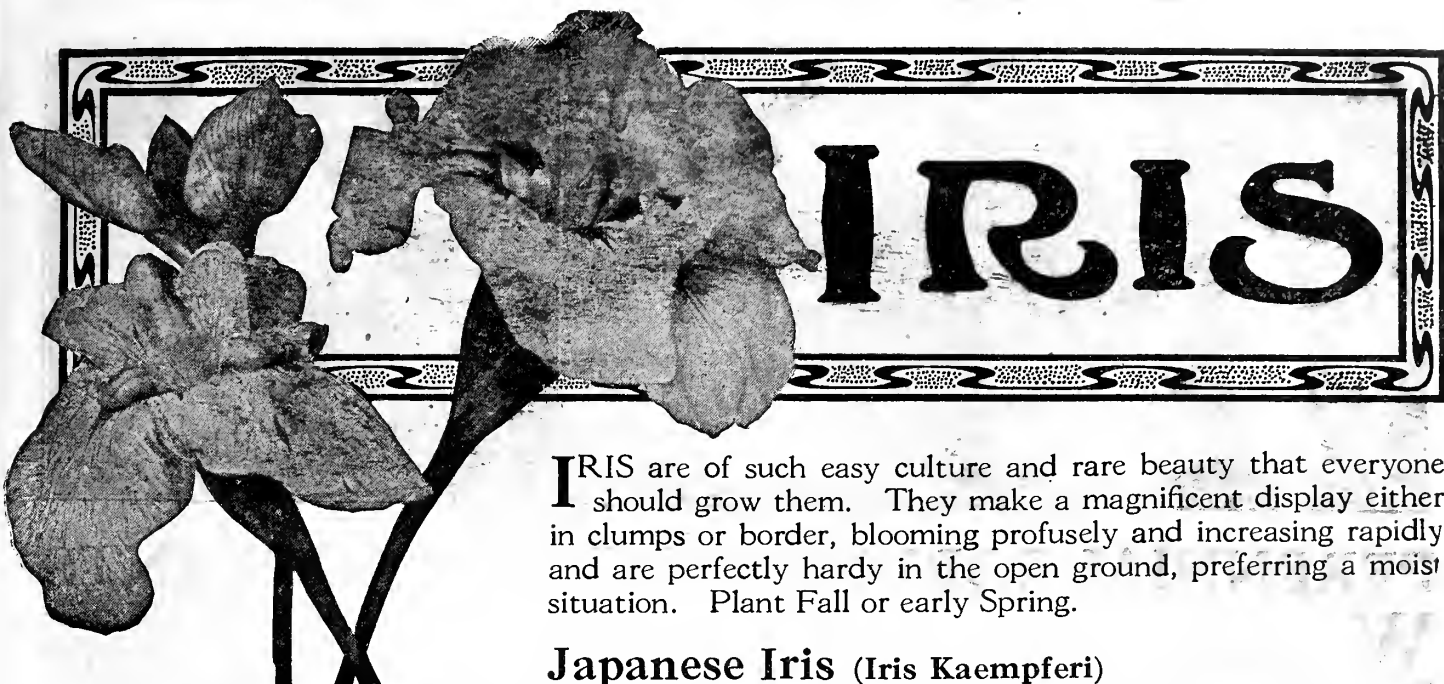 IRIS
IRIS are of such easy culture and rare beauty that everyone
should grow them. They make a magnificent display either
in clumps or border, blooming profusely and increasing rapidly
and are perfectly hardy in the open ground, preferring a moist
situation. Plant Fall or early Spring.
Japanese Iris (Iris Kaempferi)